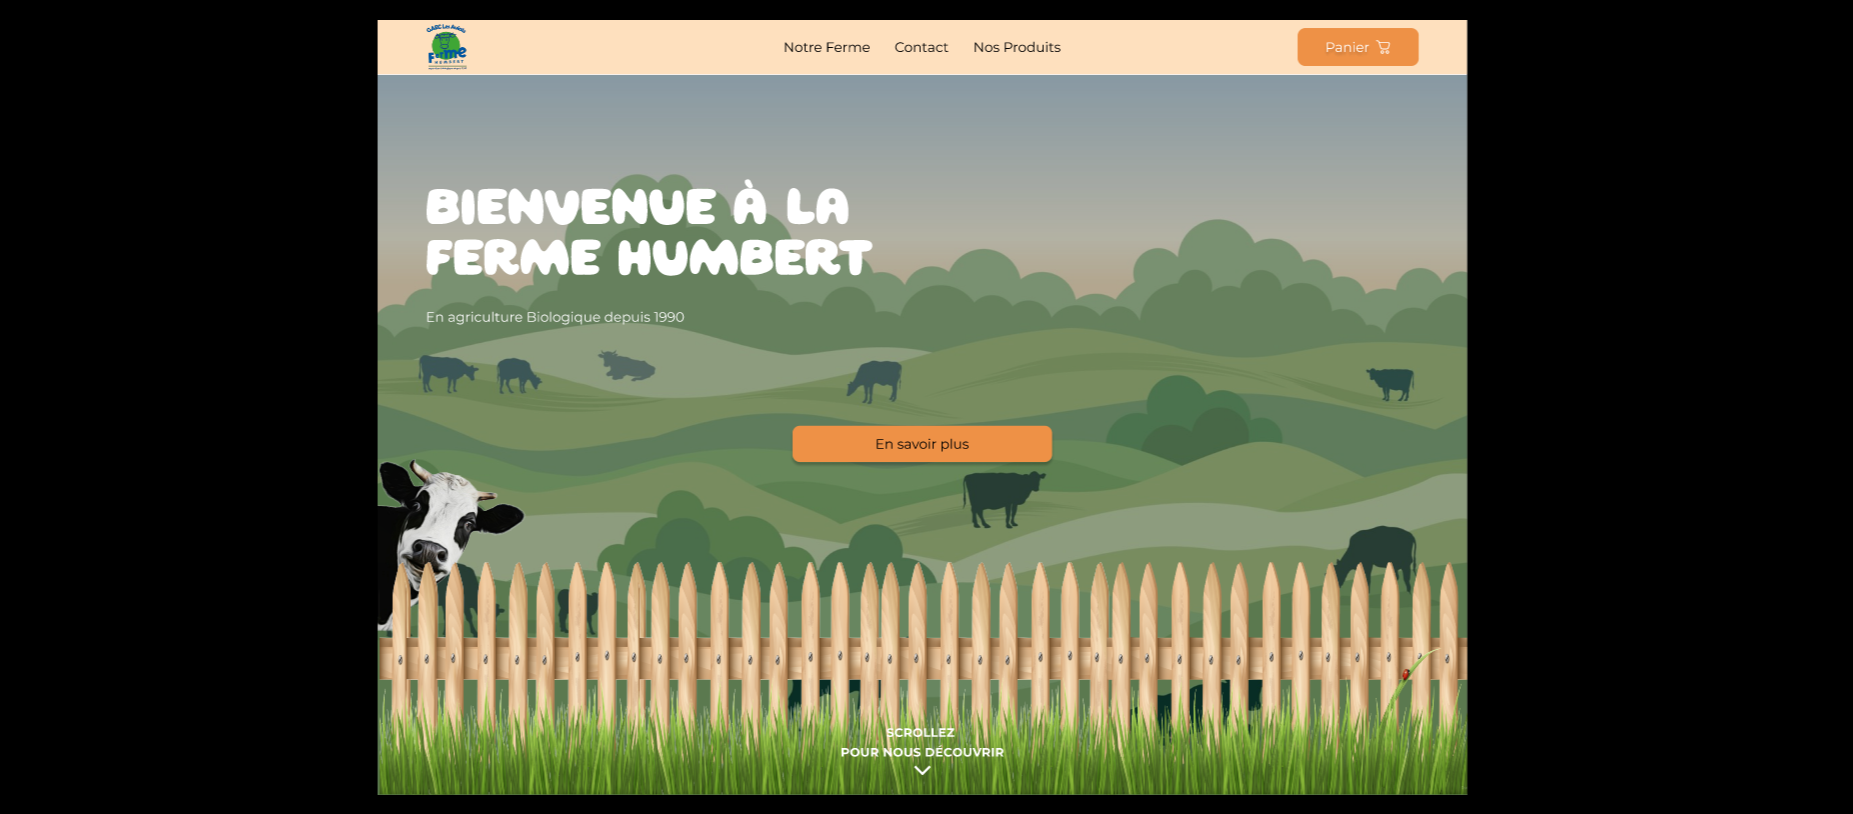 GAEC Les Aulnes
Ferme
HUMBERT
Notre Ferme
Contact
Nos Produits
Panier
BIENVENUE À LA
FERME HUMBERT
En agriculture Biologique depuis 1990
En savoir plus
SCROLLEZ
POUR NOUS DÉCOUVRIR